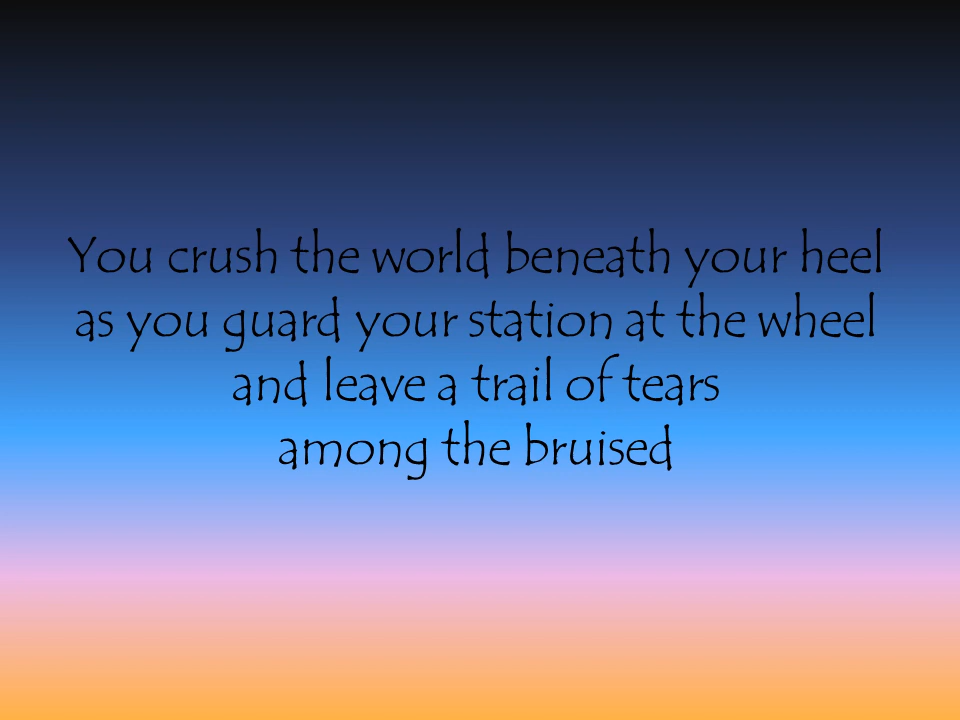 You crush the world beneath your heel
as you guard your station at the wheel
and leave a trail of tears
among the bruised